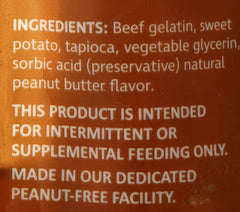 INGREDIENTS: Beef gelatin, sweet
potato, tapioca, vegetable glycerin,
sorbic acid (preservative) natural
peanut butter flavor.
THIS PRODUCT IS INTENDED
FOR INTERMITTENT OR
SUPPLEMENTAL FEEDING ONLY.
MADE IN OUR DEDICATED
PEANUT-FREE FACILITY.